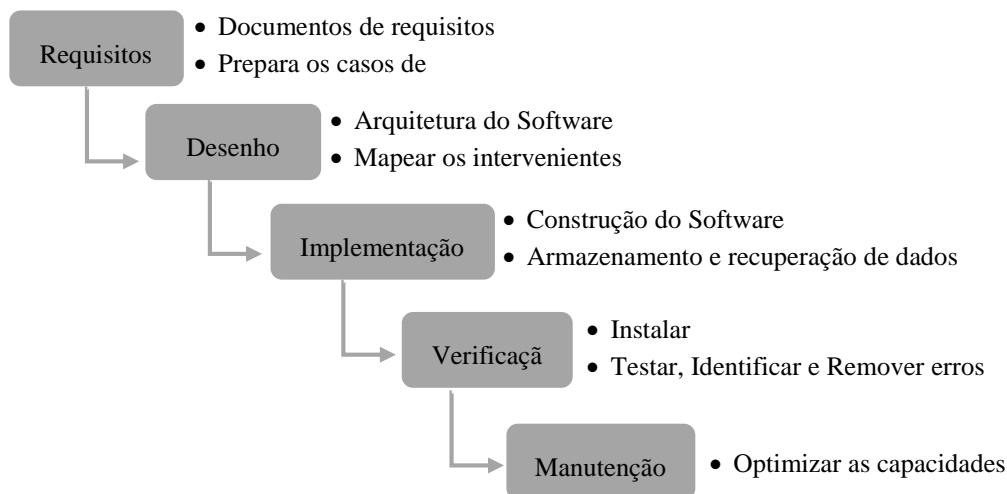 Requisitos
• Documentos de requisitos
• Prepara os casos de
Desenho
• Arquitetura do Software
• Mapear os intervenientes
Implementação
• Construção do Software
• Armazenamento e recuperação de dados
Verificaçã
• Instalar
• Testar, Identificar e Remover erros
Manutenção
• Optimizar as capacidades